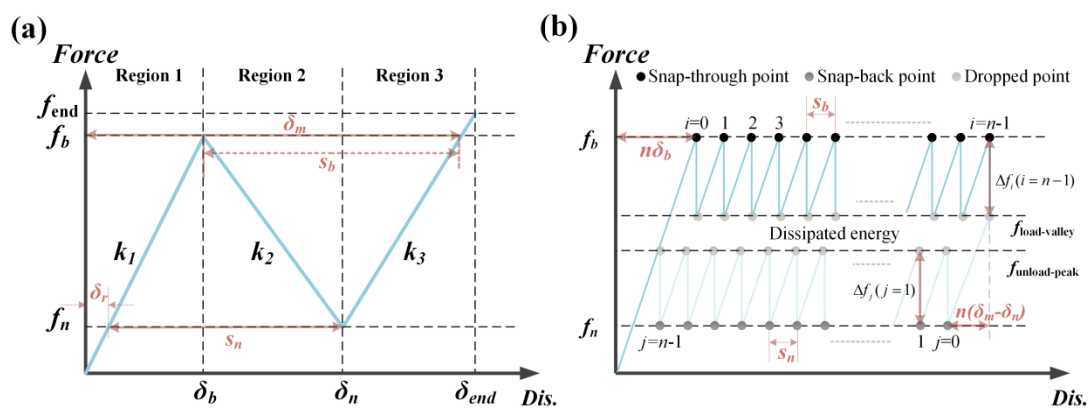 (a)
Force
Region 1
Region 2
Region 3
f_end
f_b
δ_m
s_b
k_1
k_2
k_3
δ_r
f_n
s_n
δ_b
δ_n
δ_end
Dis.
(b)
Force
Snap-through point
Snap-back point
Dropped point
s_b
i=0
1
2
3
i=n-1
f_b
nδ_b
Δf_i(i=n−1)
f_load-valley
Dissipated energy
f_unload-peak
Δf_j(j=1)
n(δ_m-δ_n)
f_n
j=n-1
s_n
1
j=0
Dis.